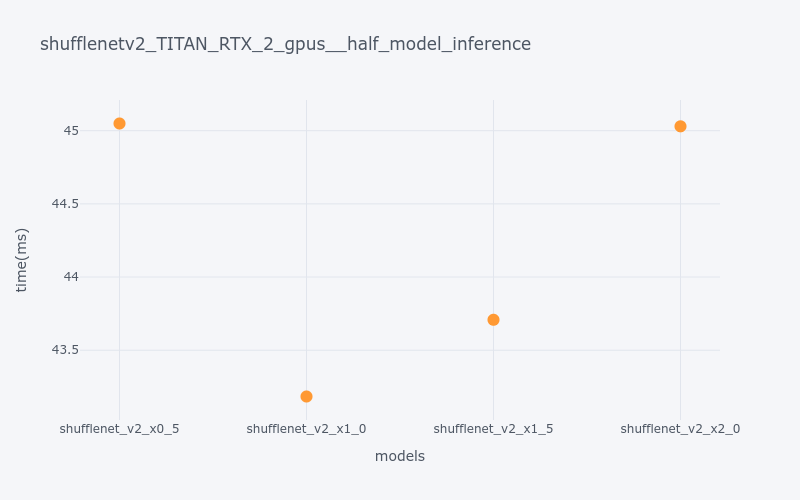 shufflenetv2_TITAN_RTX_2_gpus__half_model_inference
time(ms)
45
44.5
44
43.5
shufflenet_v2_x0_5
shufflenet_v2_x1_0
shufflenet_v2_x1_5
shufflenet_v2_x2_0
models